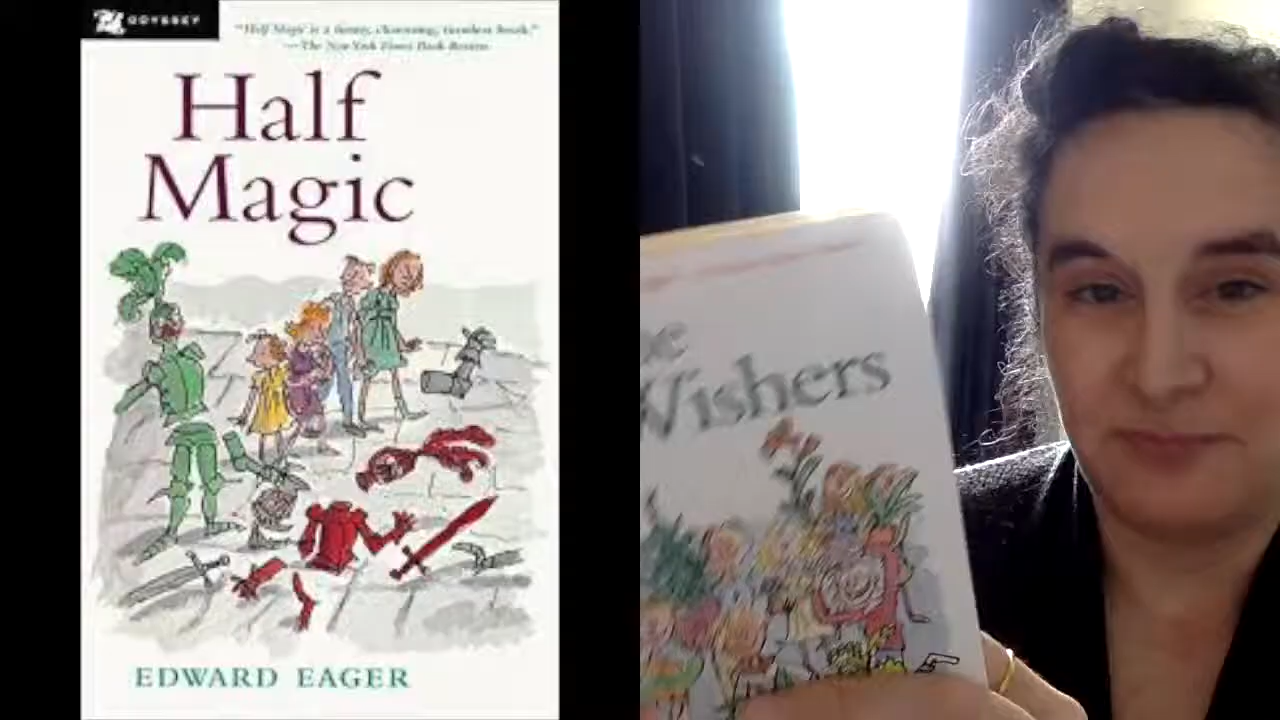 ODYSSEY
"Half Magic is a funny, charming, timeless book."
—The New York Times Book Review
Half
Magic
EDWARD EAGER
Wishers